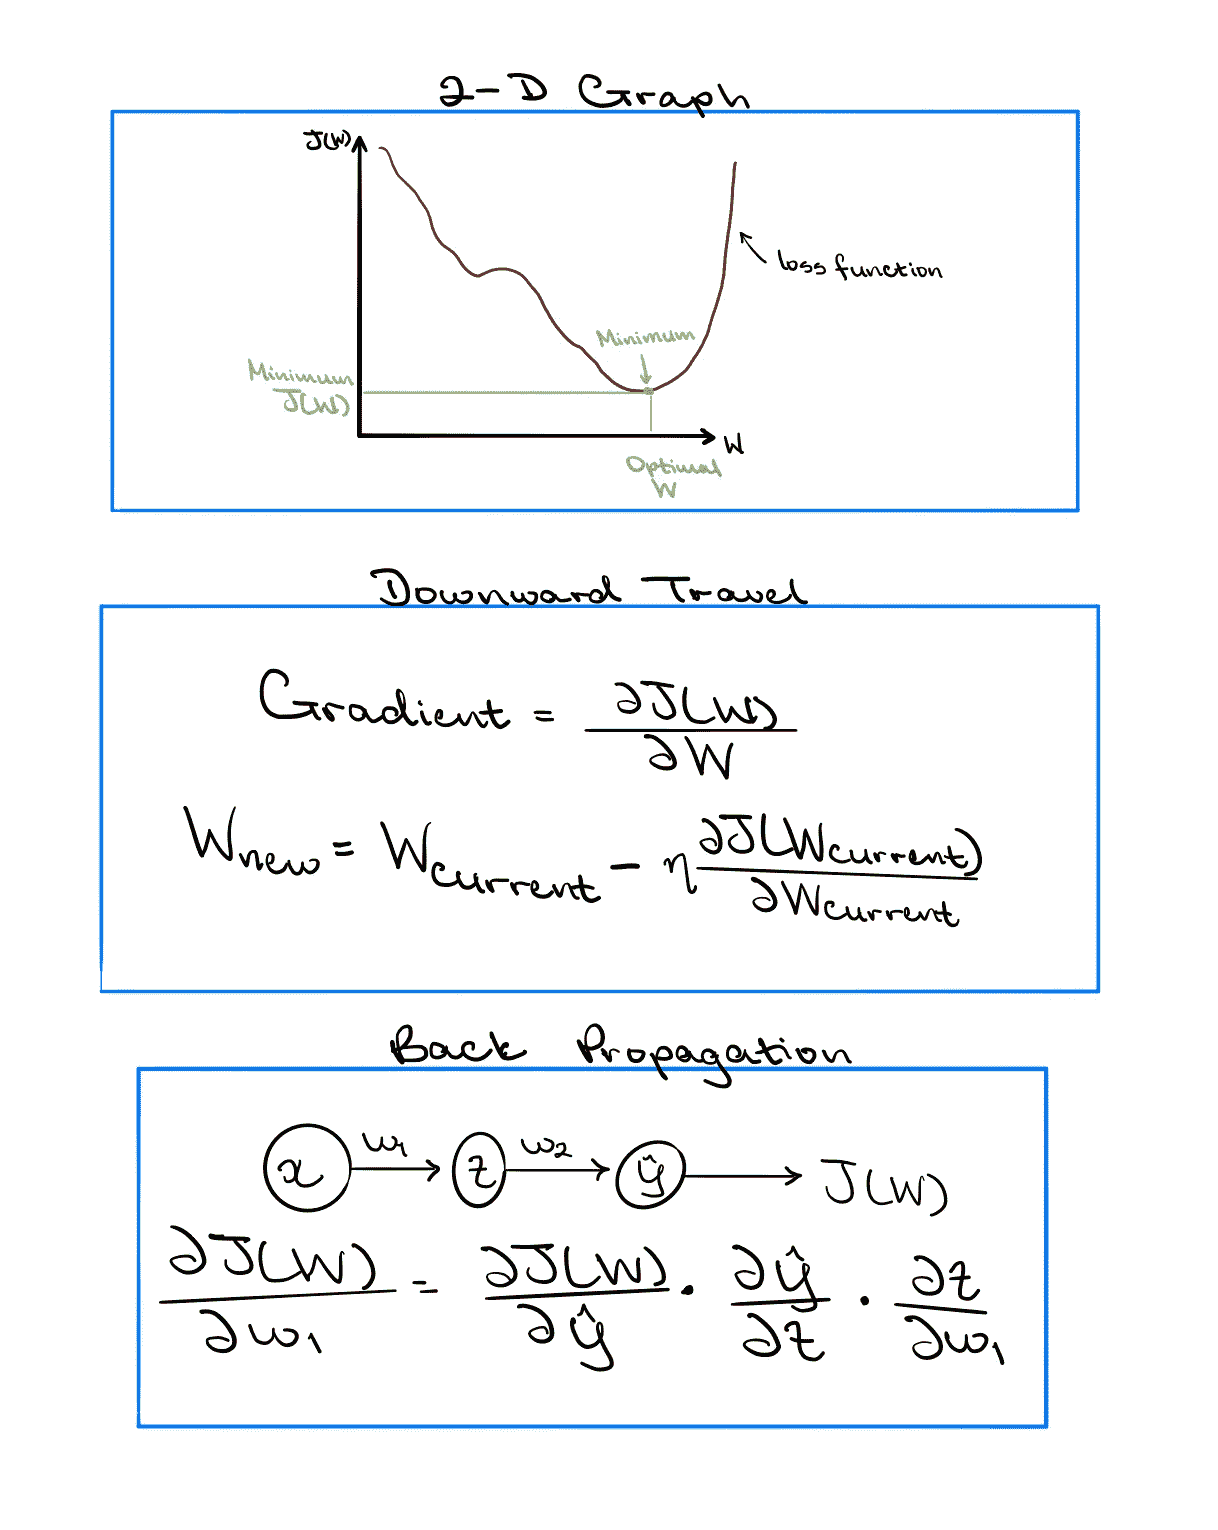 2-D Graph
J(W)
loss function
Minimum
Minimum
J(W)
W
Optimal
W
Downward Travel
Gradient = ∂J(W)/∂W
Wnew = Wcurrent - η ∂J(Wcurrent)/∂Wcurrent
Back Propagation
x w1 z w2 ŷ J(W)
∂J(W)/∂w1 = ∂J(W)/∂ŷ · ∂ŷ/∂z · ∂z/∂w1